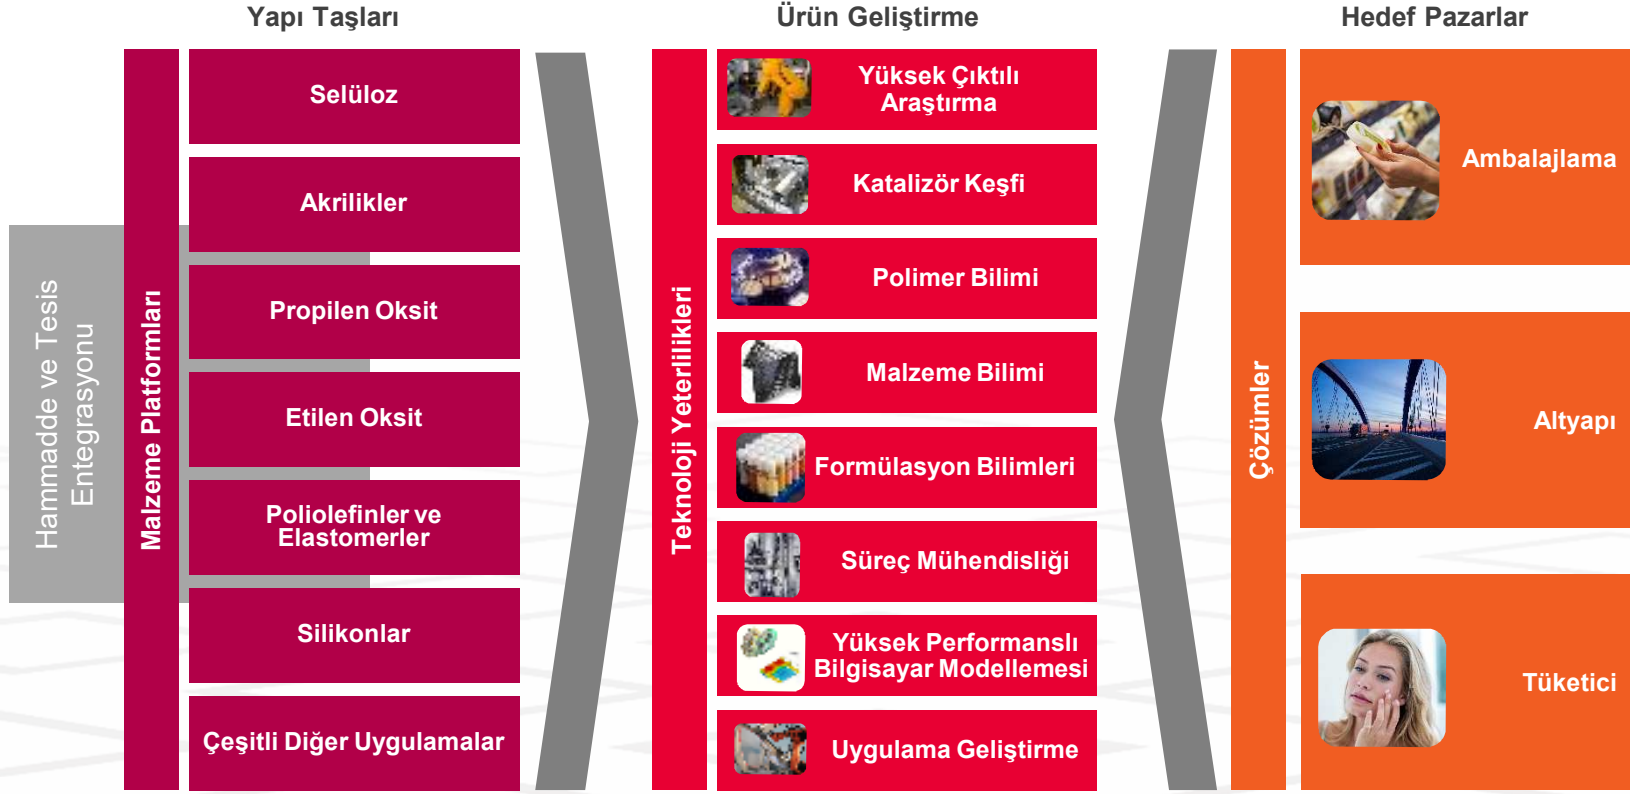 Yapı Taşları
Hammadde ve Tesis
Entegrasyonu
Malzeme Platformları
Selüloz
Akrilikler
Propilen Oksit
Etilen Oksit
Poliolefinler ve
Elastomerler
Silikonlar
Çeşitli Diğer Uygulamalar
Ürün Geliştirme
Teknoloji Yeterlilikleri
Yüksek Çıktılı
Araştırma
Katalizör Keşfi
Polimer Bilimi
Malzeme Bilimi
Formülasyon Bilimleri
Süreç Mühendisliği
Yüksek Performanslı
Bilgisayar Modellemesi
Uygulama Geliştirme
Hedef Pazarlar
Çözümler
Ambalajlama
Altyapı
Tüketici